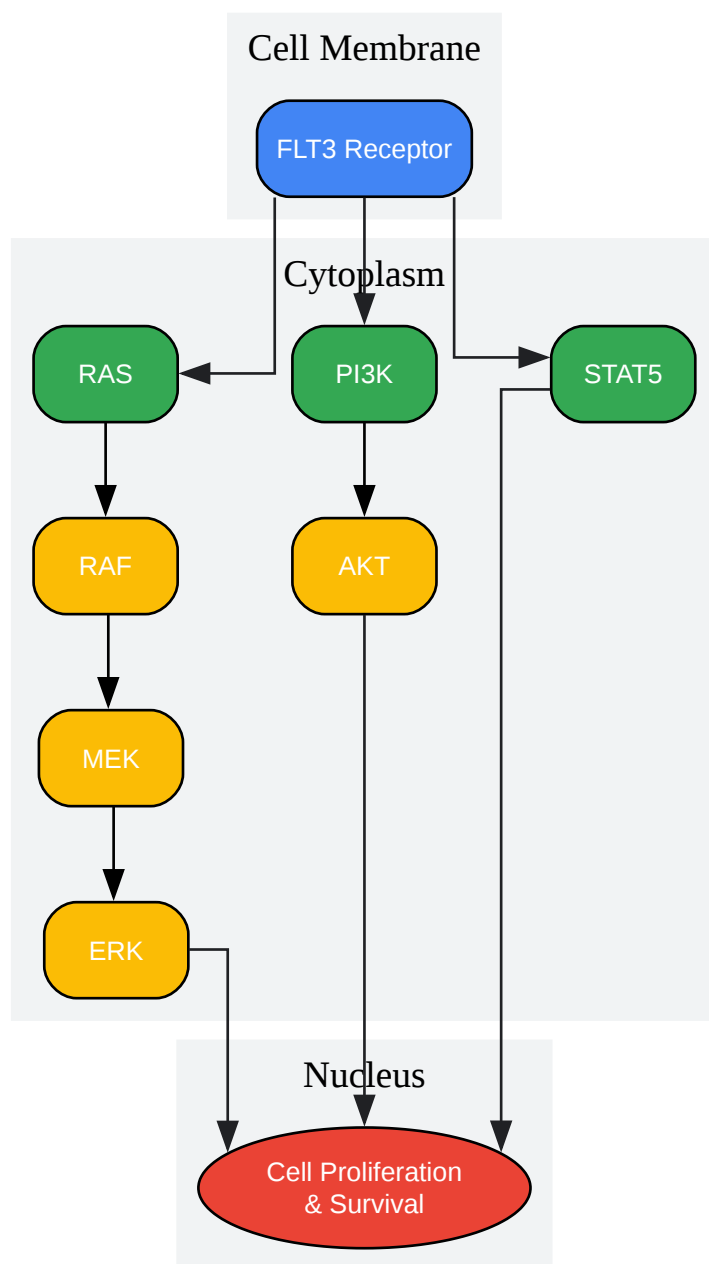 Cell Membrane
FLT3 Receptor
Cytoplasm
RAS
PI3K
STAT5
RAF
AKT
MEK
ERK
Nucleus
Cell Proliferation
& Survival